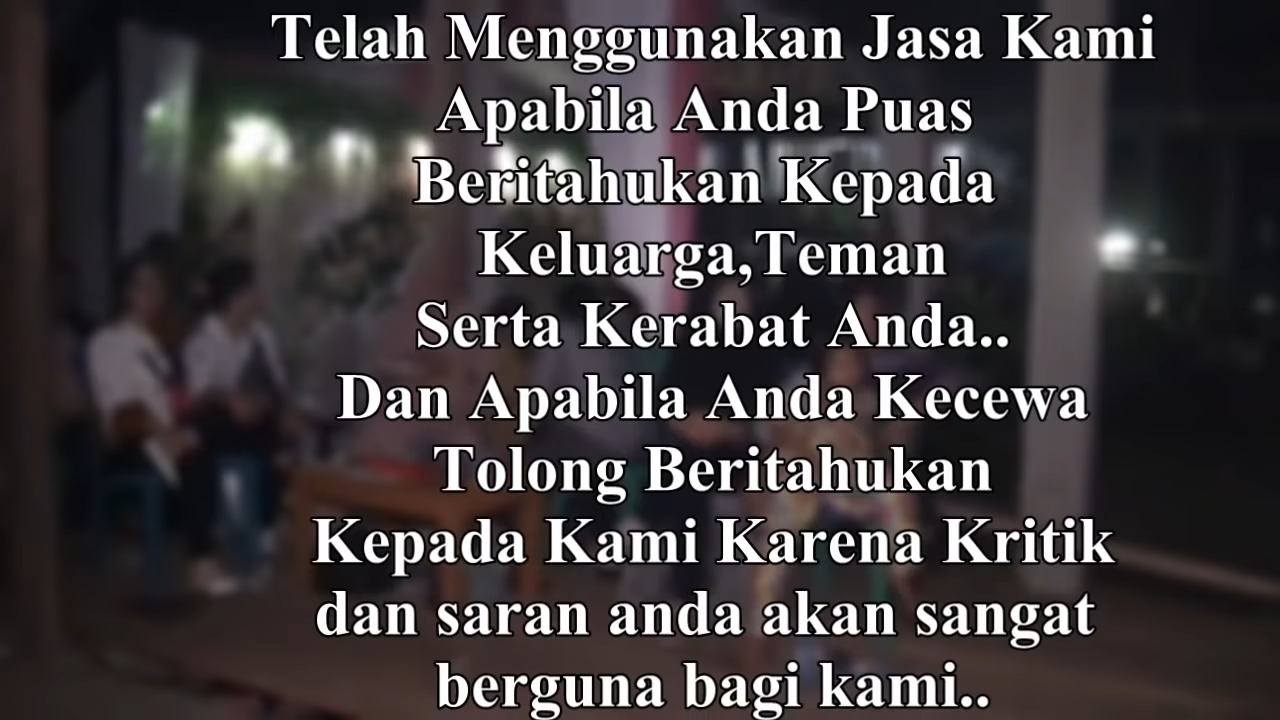 Telah Menggunakan Jasa Kami
Apabila Anda Puas
Beritahukan Kepada
Keluarga,Teman
Serta Kerabat Anda..
Dan Apabila Anda Kecewa
Tolong Beritahukan
Kepada Kami Karena Kritik
dan saran anda akan sangat
berguna bagi kami..